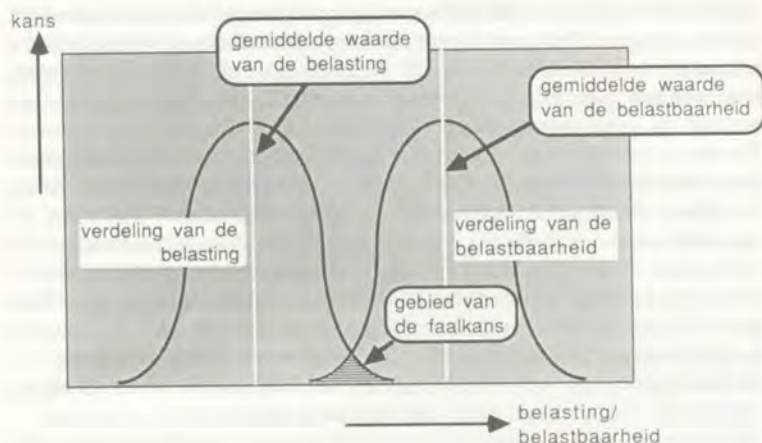 kans
gemiddelde waarde
van de belasting
gemiddelde waarde
van de belastbaarheid
verdeling van de
belasting
verdeling van de
belastbaarheid
gebied van
de faalkans
belasting/
belastbaarheid